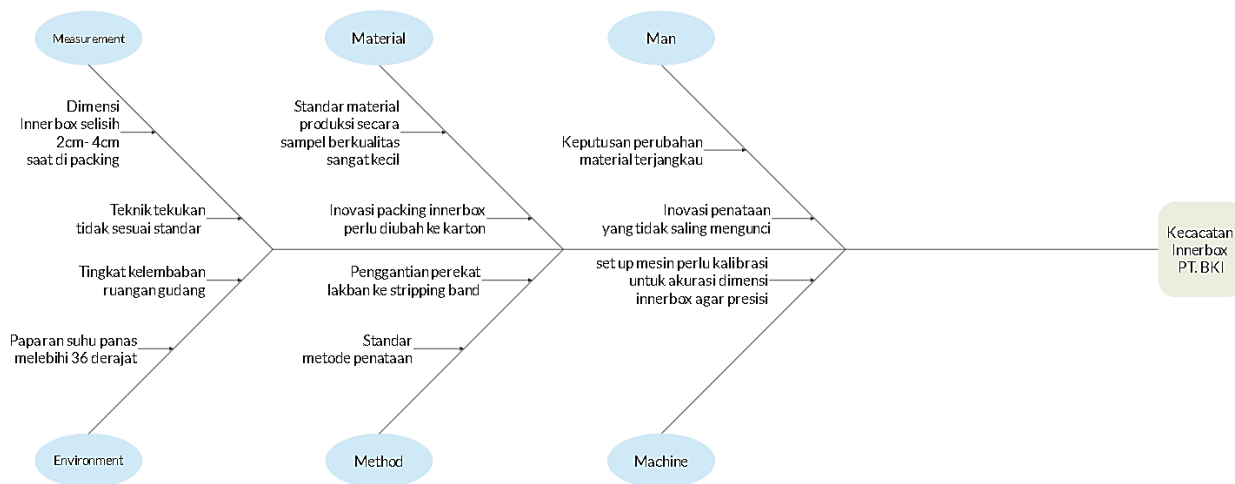 Measurement
Material
Man
Dimensi
Innerbox selisih
2cm- 4cm
saat di packing
Standar material
produksi secara
sampel berkualitas
sangat kecil
Keputusan perubahan
material terjangkau
Teknik tekukan
tidak sesuai standar
Inovasi packing innerbox
perlu diubah ke karton
Inovasi penataan
yang tidak saling mengunci
Kecacatan
Innerbox
PT. BKI
Tingkat kelembaban
ruangan gudang
Penggantian perekat
lakban ke stripping band
set up mesin perlu kalibrasi
untuk akurasi dimensi
innerbox agar presisi
Paparan suhu panas
melebihi 36 derajat
Standar
metode penataan
Environment
Method
Machine